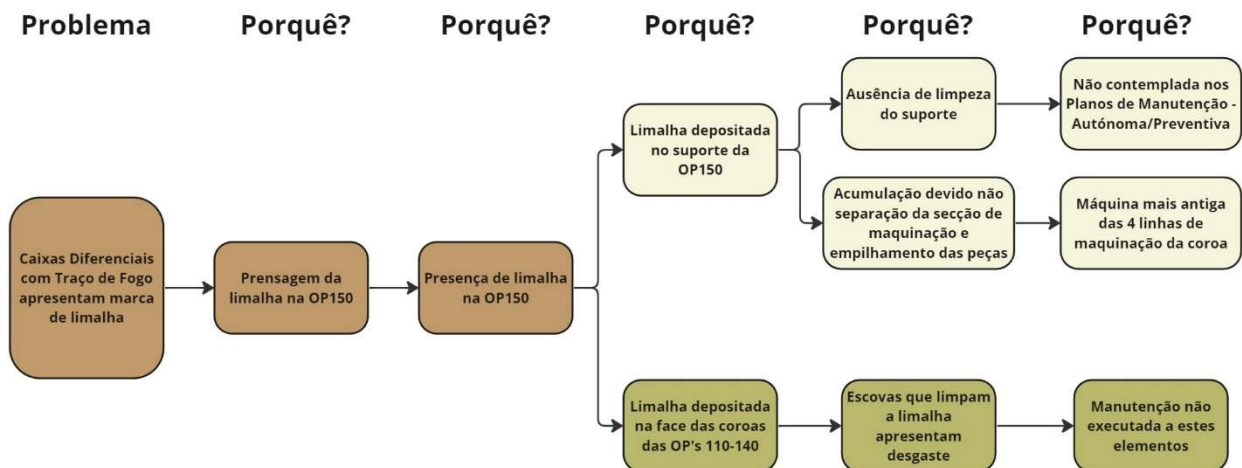 Problema
Porquê?
Porquê?
Porquê?
Porquê?
Porquê?
Caixas Diferenciais
com Traço de Fogo
apresentam marca
de limalha
Prensagem da
limalha na OP150
Presença de limalha
na OP150
Limalha depositada
no suporte da
OP150
Ausência de limpeza
do suporte
Não contemplada nos
Planos de Manutenção -
Autónoma/Preventiva
Acumulação devido não
separação da secção de
maquinação e
empilhamento das peças
Máquina mais antiga
das 4 linhas de
maquinação da coroa
Limalha depositada
na face das coroas
das OP's 110-140
Escovas que limpam
a limalha
apresentam
desgaste
Manutenção não
executada a estes
elementos